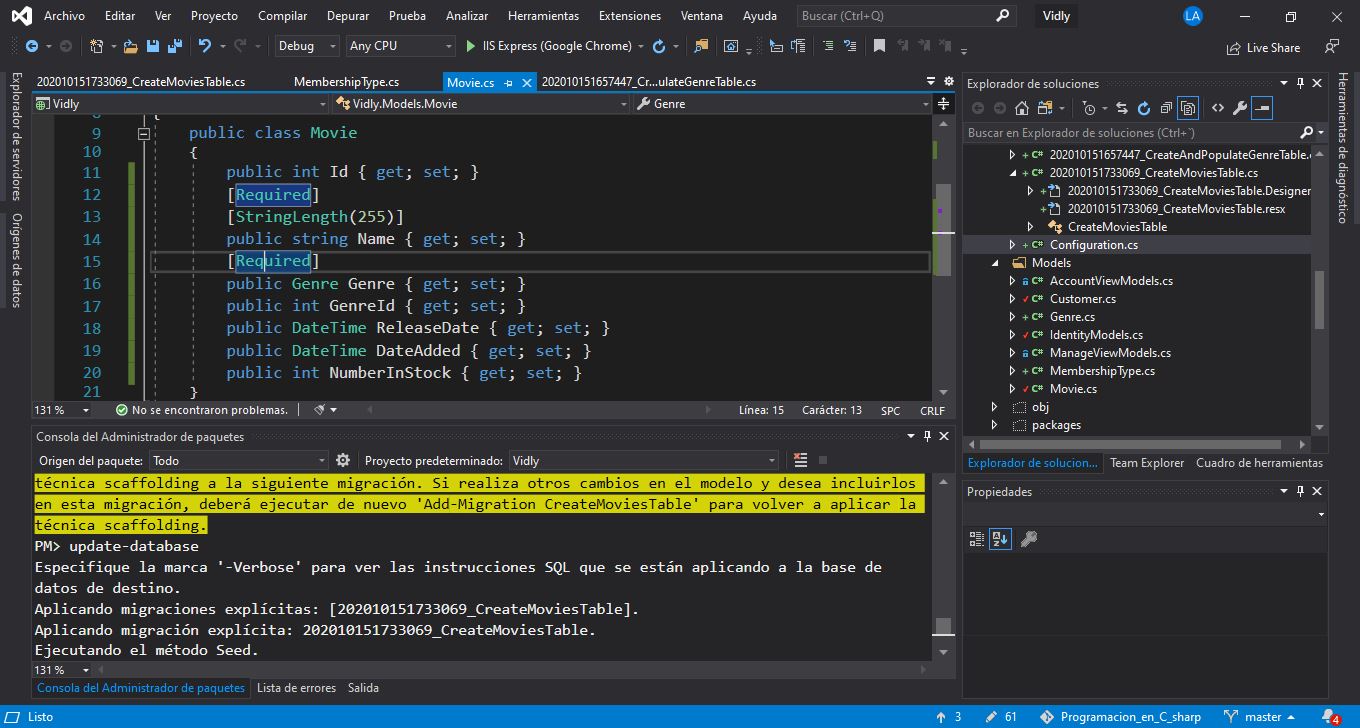 Archivo Editar Ver Proyecto Compilar Depurar Prueba Analizar Herramientas Extensiones Ventana Ayuda Buscar (Ctrl+Q) Vidly LA
Debug Any CPU IIS Express (Google Chrome) Live Share
Explorador de servidores
Orígenes de datos
202010151733069_CreateMoviesTable.cs MembershipType.cs Movie.cs 202010151657447_Cr...ulateGenreTable.cs
Vidly Vidly.Models.Movie Genre
9 public class Movie
10 {
11 public int Id { get; set; }
12 [Required]
13 [StringLength(255)]
14 public string Name { get; set; }
15 [Required]
16 public Genre Genre { get; set; }
17 public int GenreId { get; set; }
18 public DateTime ReleaseDate { get; set; }
19 public DateTime DateAdded { get; set; }
20 public int NumberInStock { get; set; }
21 }
131 % No se encontraron problemas. Línea: 15 Carácter: 13 SPC CRLF
Consola del Administrador de paquetes
Origen del paquete: Todo Proyecto predeterminado: Vidly
técnica scaffolding a la siguiente migración. Si realiza otros cambios en el modelo y desea incluirlos
en esta migración, deberá ejecutar de nuevo 'Add-Migration CreateMoviesTable' para volver a aplicar la
técnica scaffolding.
PM> update-database
Especifique la marca '-Verbose' para ver las instrucciones SQL que se están aplicando a la base de
datos de destino.
Aplicando migraciones explícitas: [202010151733069_CreateMoviesTable].
Aplicando migración explícita: 202010151733069_CreateMoviesTable.
Ejecutando el método Seed.
131 %
Consola del Administrador de paquetes Lista de errores Salida
Explorador de soluciones
Buscar en Explorador de soluciones (Ctrl+`)
+ C# 202010151657447_CreateAndPopulateGenreTable.
+ C# 202010151733069_CreateMoviesTable.cs
+ 202010151733069_CreateMoviesTable.Designer
+ 202010151733069_CreateMoviesTable.resx
CreateMoviesTable
+ C# Configuration.cs
Models
C# AccountViewModels.cs
C# Customer.cs
+ C# Genre.cs
C# IdentityModels.cs
C# ManageViewModels.cs
+ C# MembershipType.cs
C# Movie.cs
obj
packages
Explorador de solucion... Team Explorer Cuadro de herramientas
Propiedades
Herramientas de diagnóstico
Listo 3 61 Programacion_en_C_sharp master 4